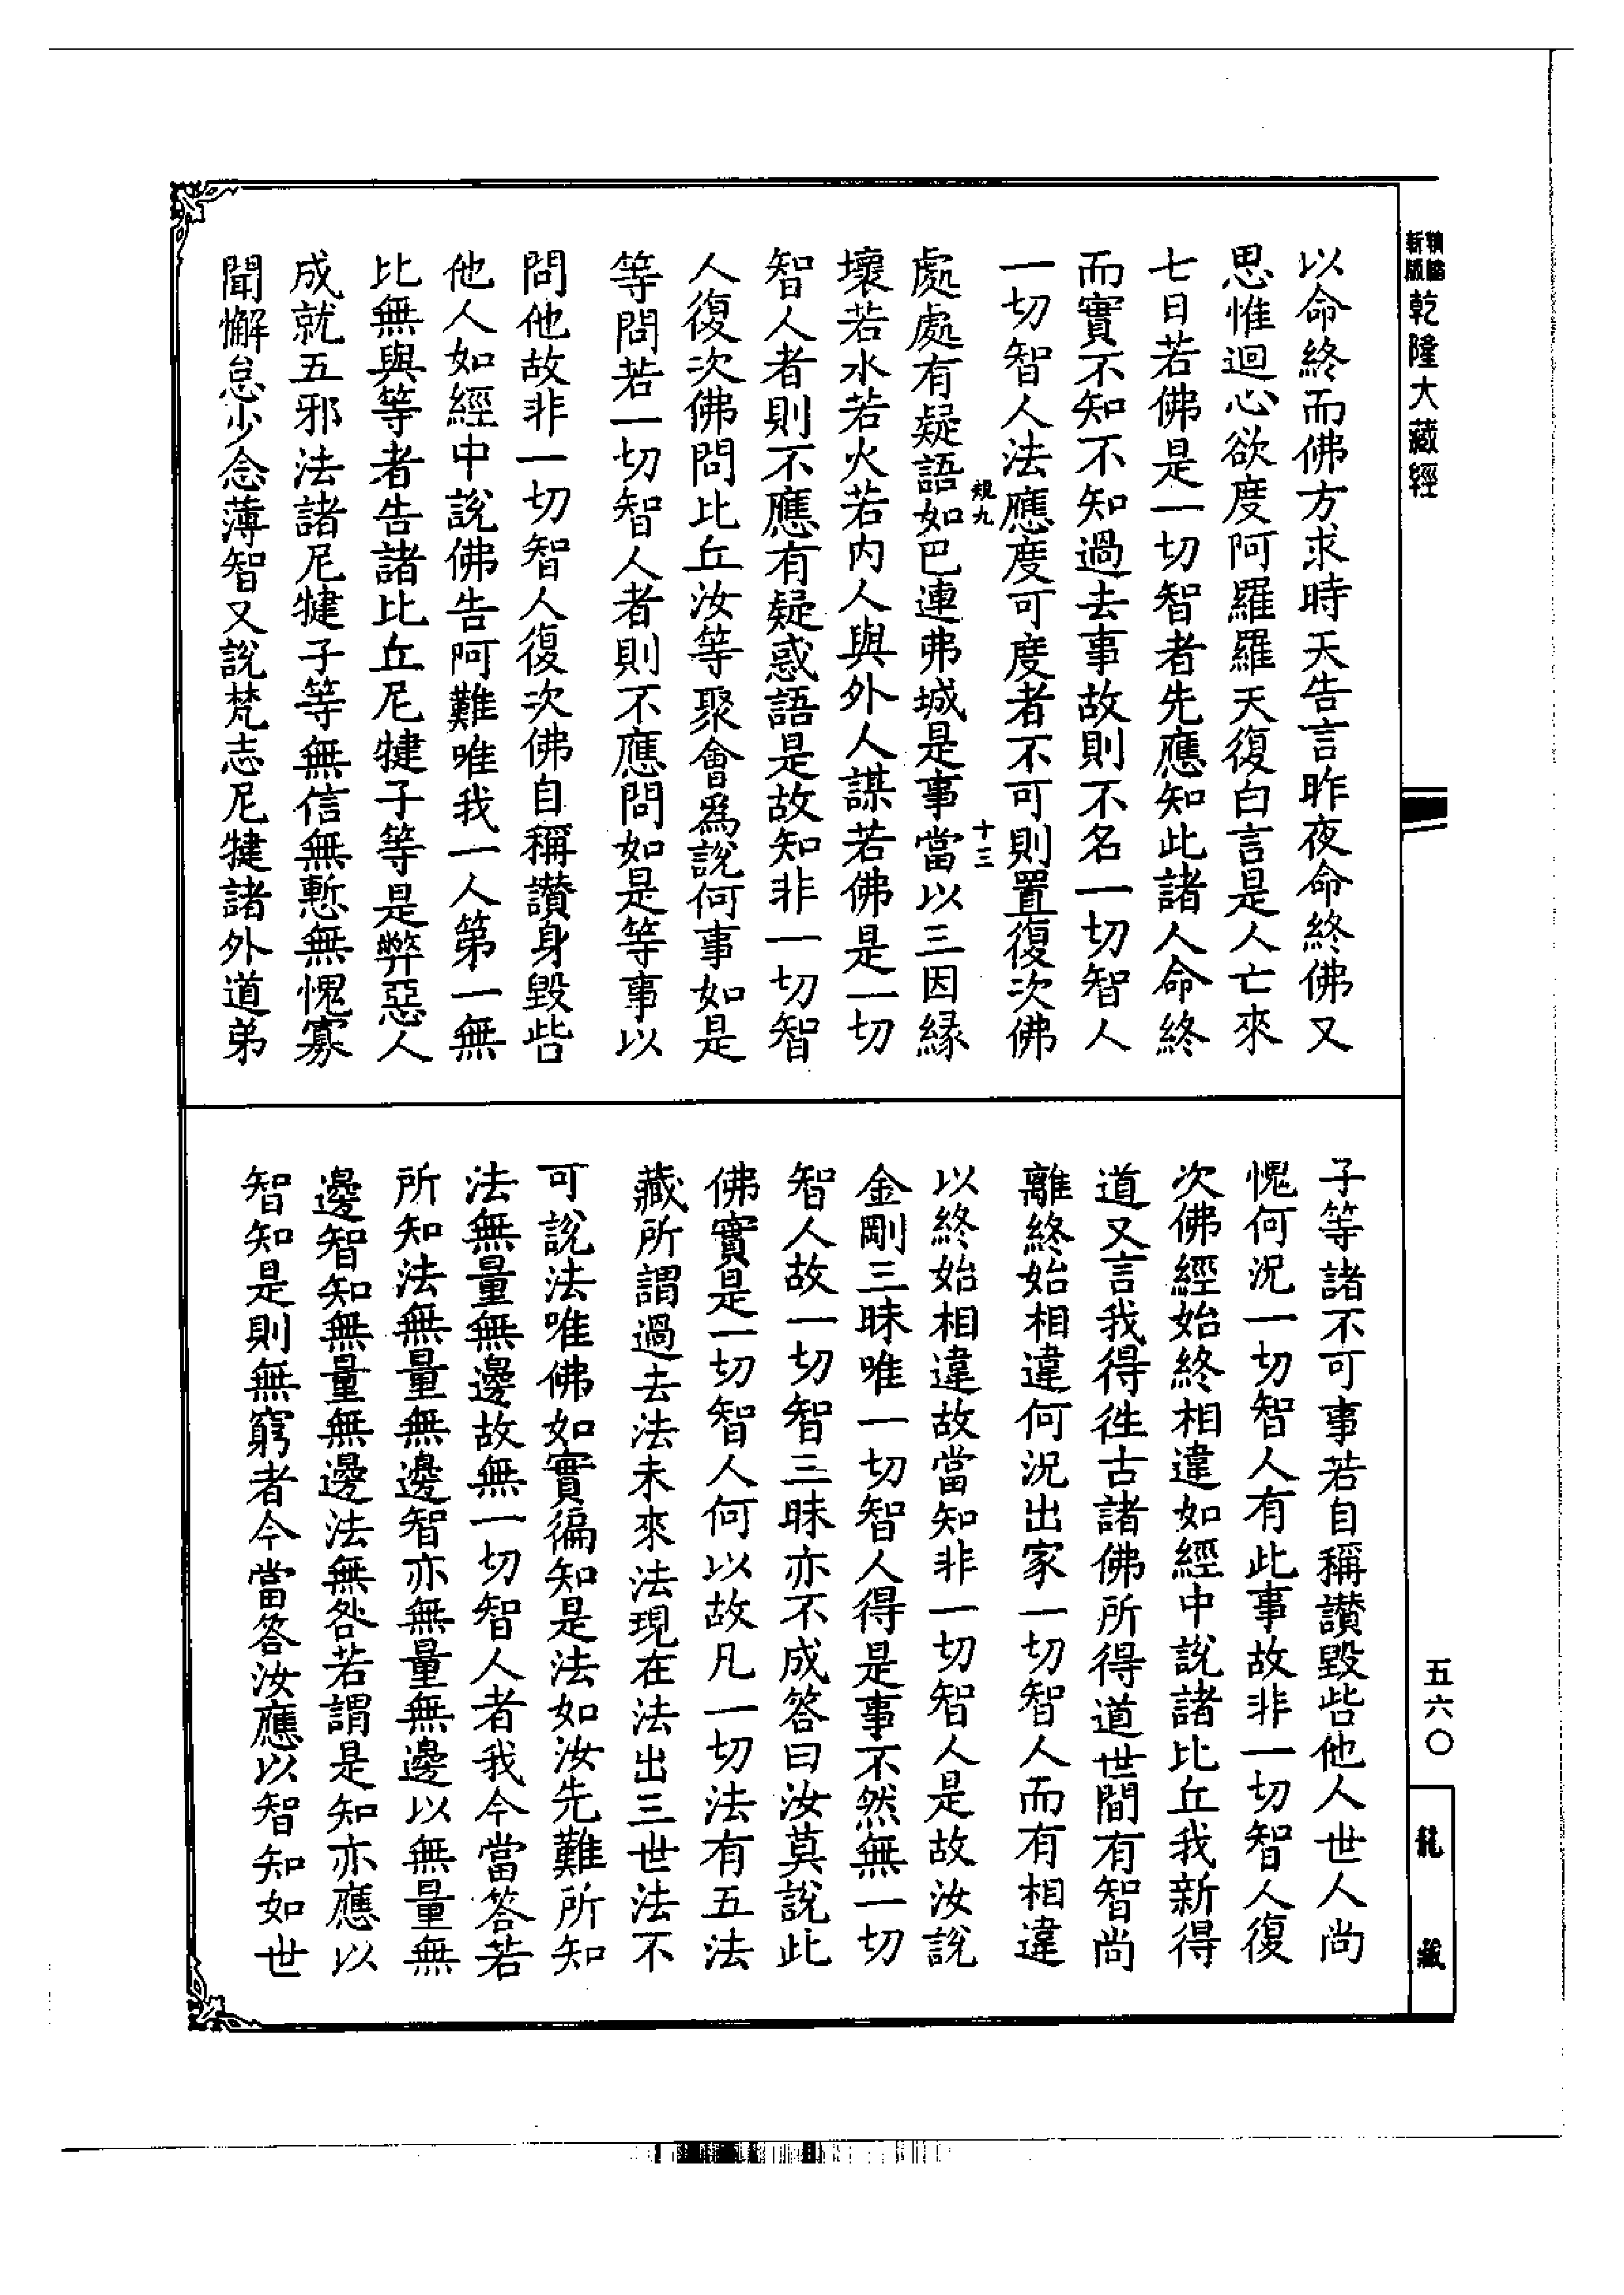 新版
乾隆大藏經
以命終而佛方求時天告言昨夜命終佛又
思惟迴心欲度阿羅羅天復白言是人亡來
七日若佛是一切智者先應知此諸人命終
而實不知不知過去事故則不名一切智人
一切智人法應度可度者不可則置復次佛
規九
十三
處處有疑語如巴連弗城是事當以三因緣
壞若水若火若內人與外人謀若佛是一切
智人者則不應有疑惑語是故知非一切智
人復次佛問比丘汝等聚會爲說何事如是
等問若一切智人者則不應問如是等事以
問他故非一切智人復次佛自稱讚身毀呰
他人如經中說佛告阿難唯我一人第一無
比無與等者告諸比丘尼犍子等是弊惡人
成就五邪法諸尼犍子等無信無慙無愧寡
聞懈怠少念薄智又說梵志尼犍諸外道弟
子等諸不可事若自稱讚毀呰他人世人尚
愧何況一切智人有此事故非一切智人復
次佛經始終相違如經中說諸比丘我新得
道又言我得徃古諸佛所得道世間有智尚
離終始相違何況出家一切智人而有相違
以終始相違故當知非一切智人是故汝說
金剛三昧唯一切智人得是事不然無一切
智人故一切智三昧亦不成答曰汝莫說此
佛實是一切智人何以故凡一切法有五法
藏所謂過去法未來法現在法出三世法不
可說法唯佛如實徧知是法如汝先難所知
法無量無邊故無一切智人者我今當答若
所知法無量無邊智亦無量無邊以無量無
邊智知無量無邊法無咎若謂是知亦應以
智知是則無窮者今當答汝應以智知如世
五六〇
龍藏